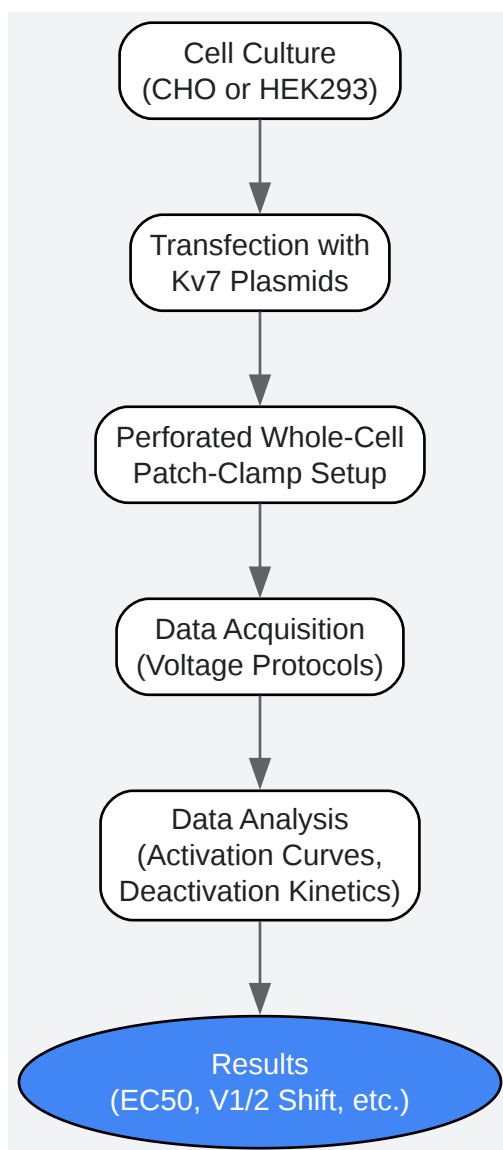 Cell Culture
(CHO or HEK293)
Transfection with
Kv7 Plasmids
Perforated Whole-Cell
Patch-Clamp Setup
Data Acquisition
(Voltage Protocols)
Data Analysis
(Activation Curves,
Deactivation Kinetics)
Results
(EC50, V1/2 Shift, etc.)